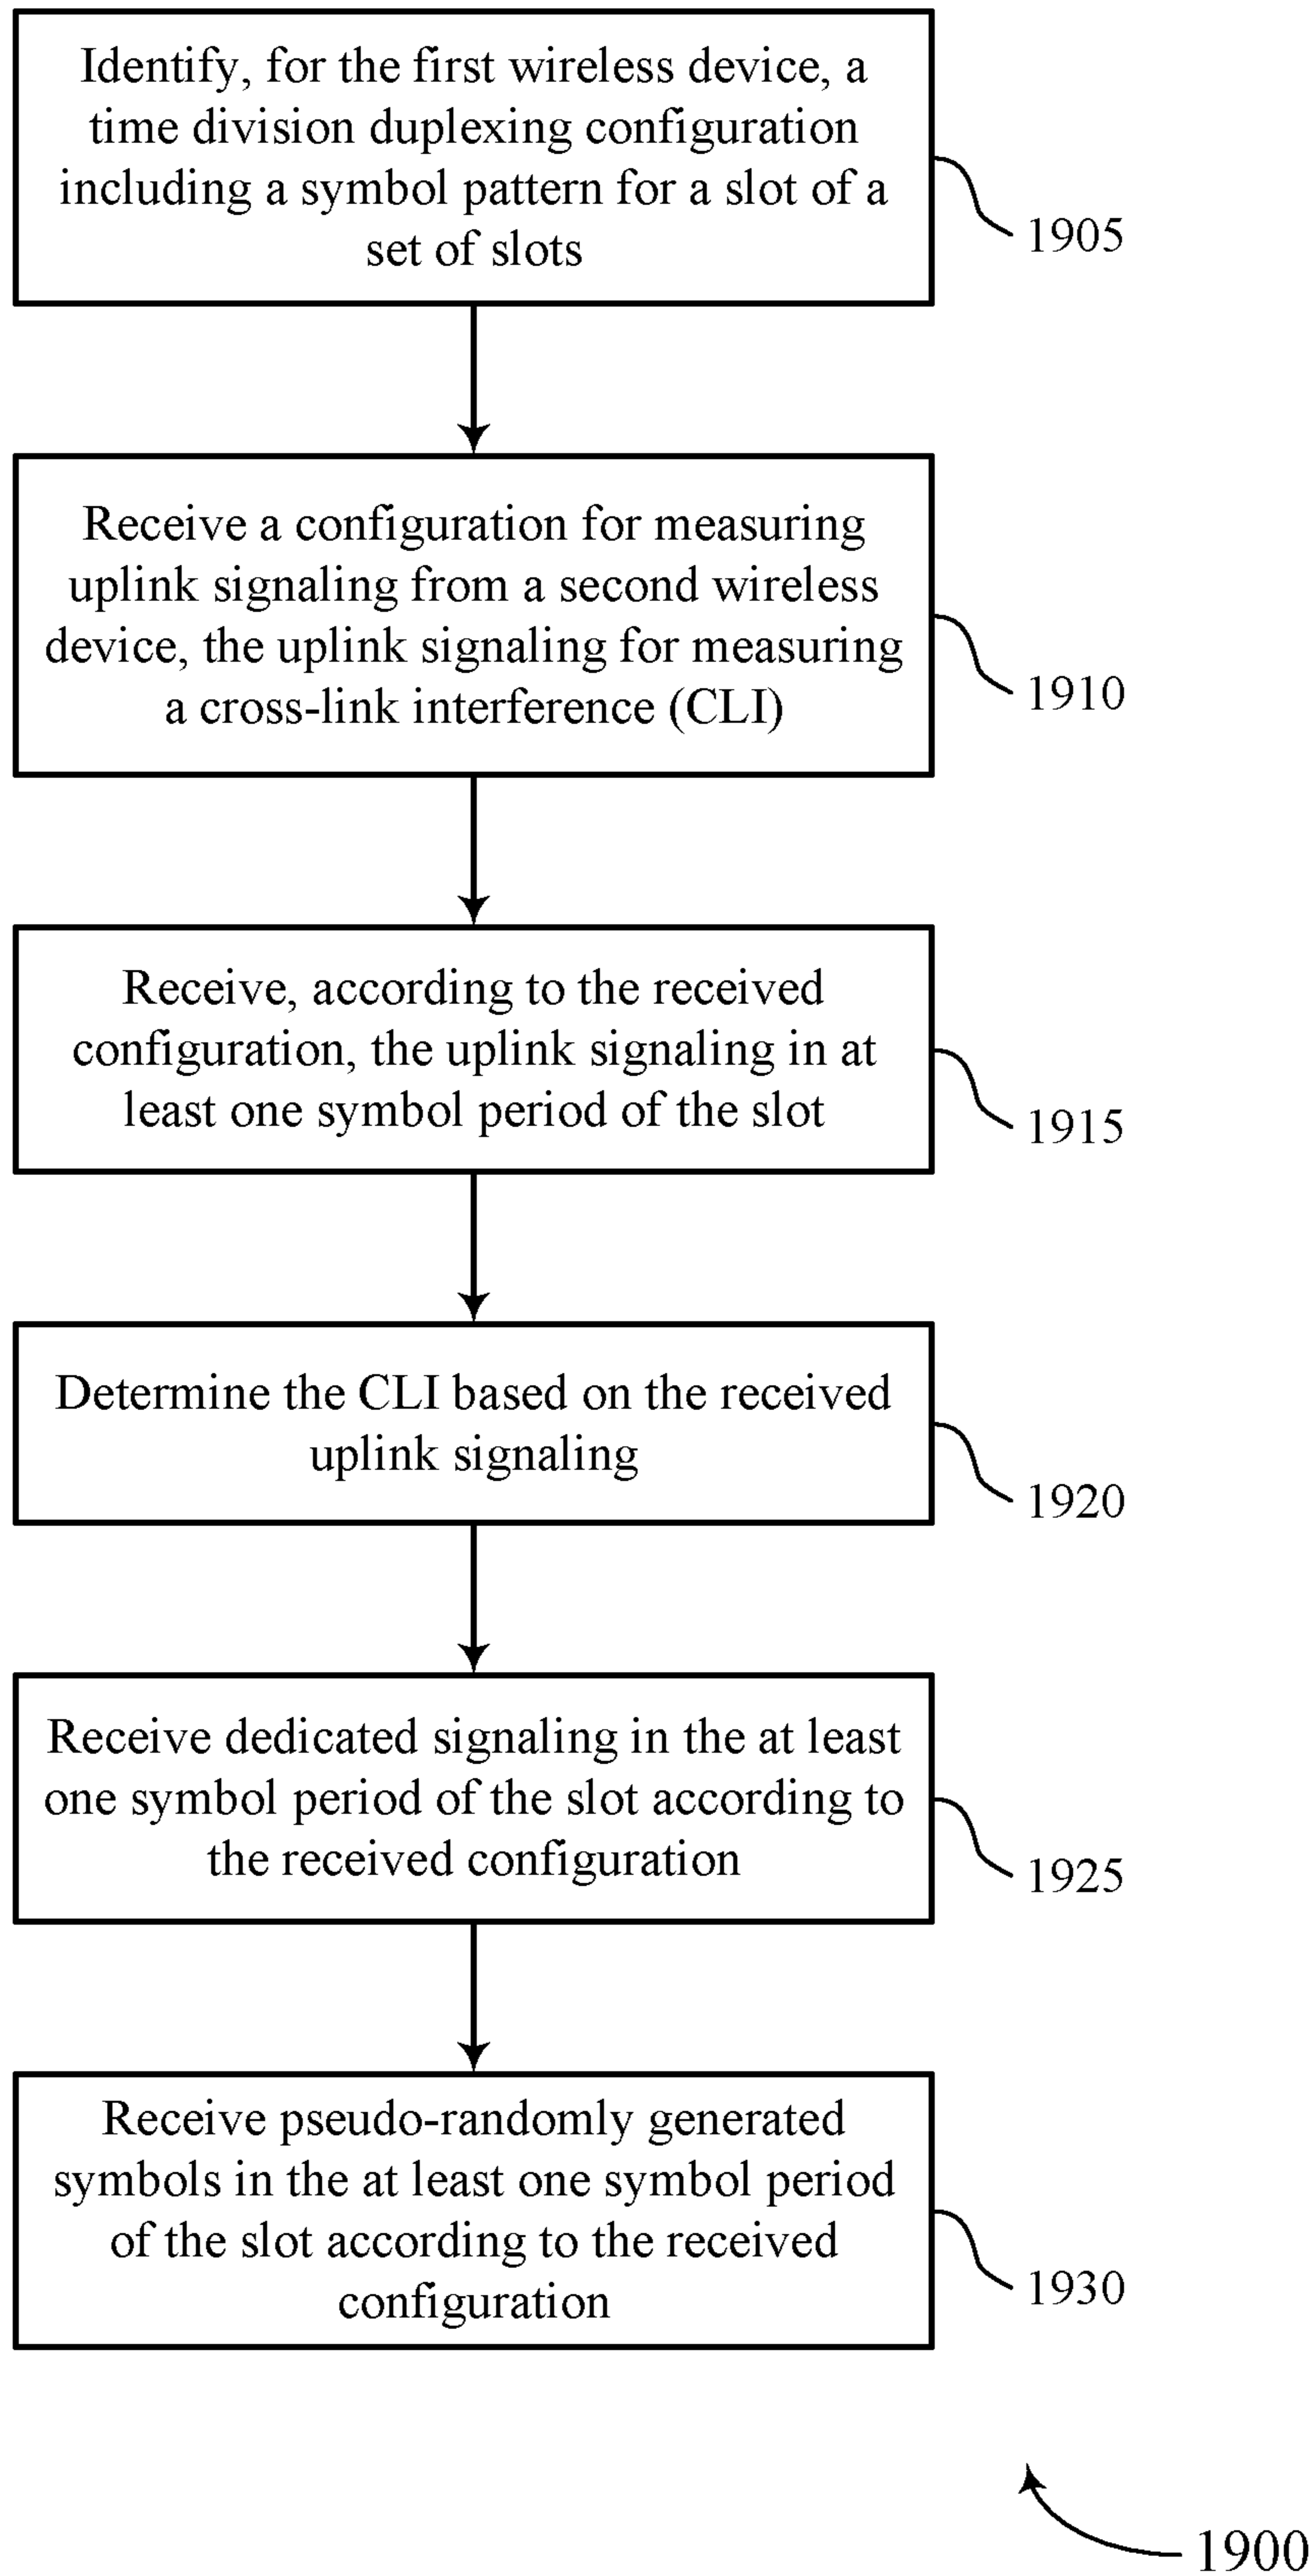 Identify, for the first wireless device, a
time division duplexing configuration
including a symbol pattern for a slot of a
set of slots
1905
Receive a configuration for measuring
uplink signaling from a second wireless
device, the uplink signaling for measuring
a cross-link interference (CLI)
1910
Receive, according to the received
configuration, the uplink signaling in at
least one symbol period of the slot
1915
Determine the CLI based on the received
uplink signaling
1920
Receive dedicated signaling in the at least
one symbol period of the slot according to
the received configuration
1925
Receive pseudo-randomly generated
symbols in the at least one symbol period
of the slot according to the received
configuration
1930
1900